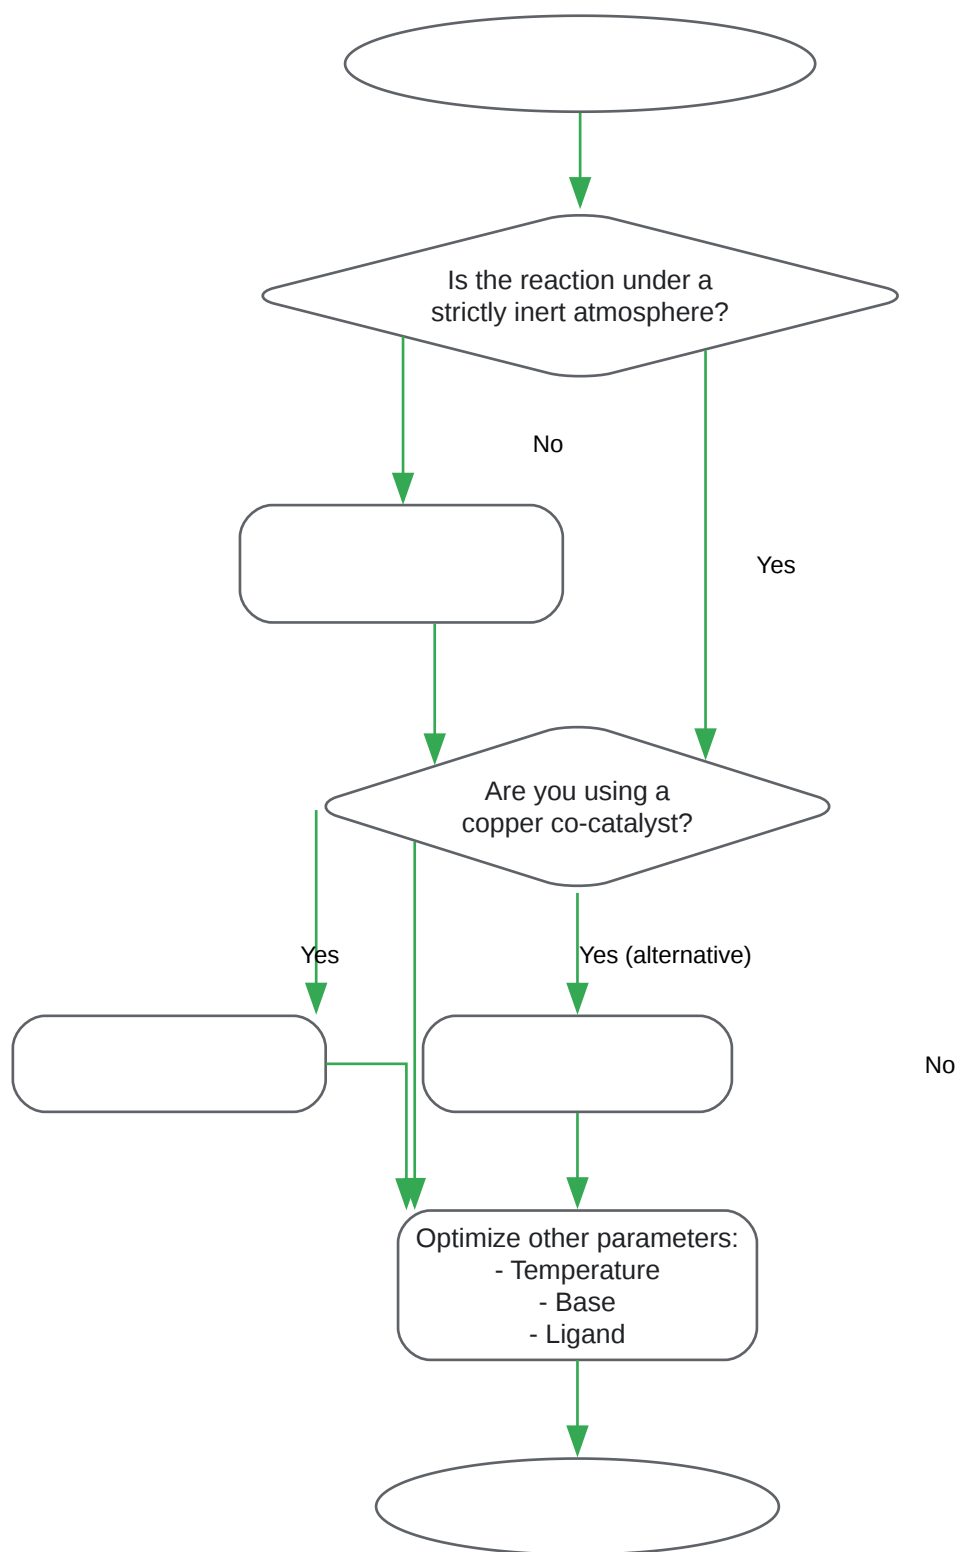 Is the reaction under a
strictly inert atmosphere?
No
Yes
Are you using a
copper co-catalyst?
Yes
Yes (alternative)
No
Optimize other parameters:
- Temperature
- Base
- Ligand